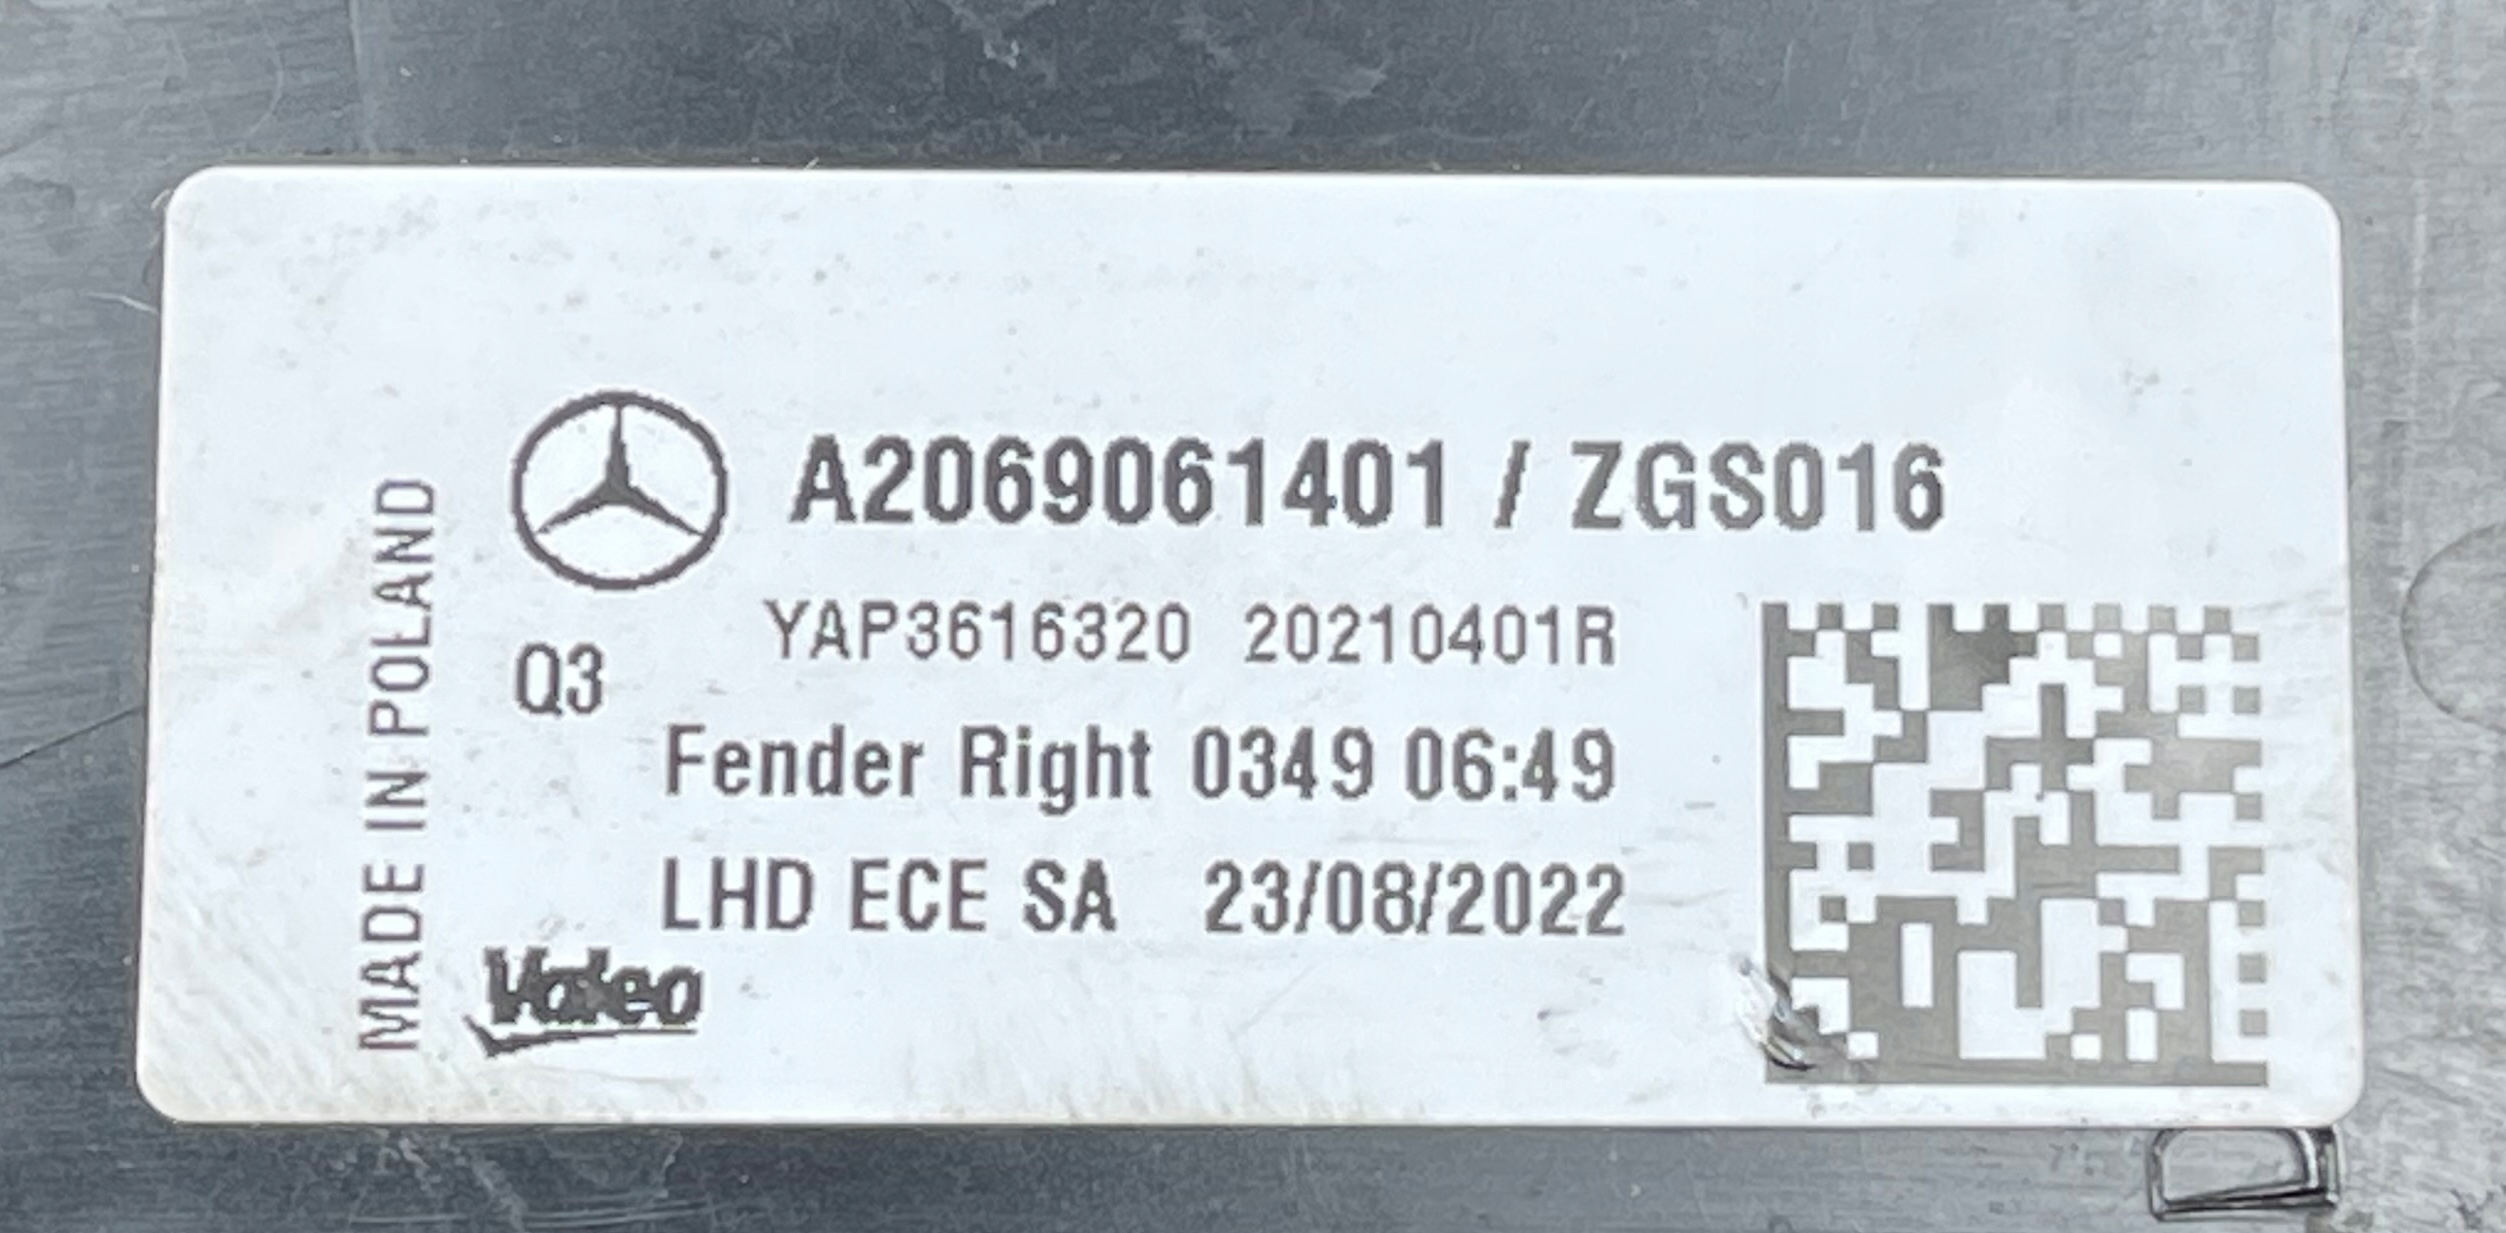 MADE IN POLAND
A2069061401 / ZGS016
YAP3616320 20210401R
Q3
Fender Right 0349 06:49
LHD ECE SA 23/08/2022
Valeo